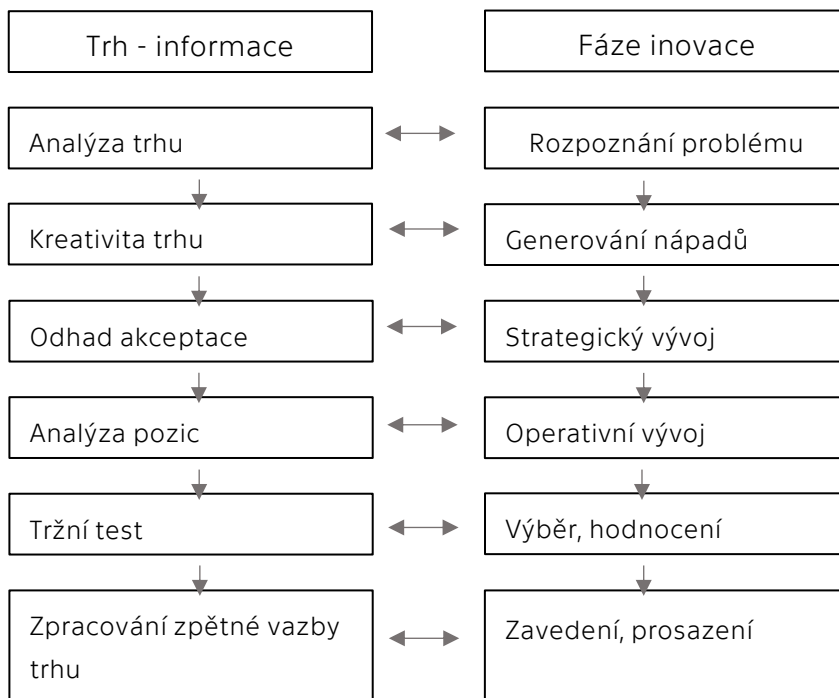 Trh - informace
Fáze inovace
Analýza trhu
Rozpoznání problému
Kreativita trhu
Generování nápadů
Odhad akceptace
Strategický vývoj
Analýza pozic
Operativní vývoj
Tržní test
Výběr, hodnocení
Zpracování zpětné vazby
trhu
Zavedení, prosazení